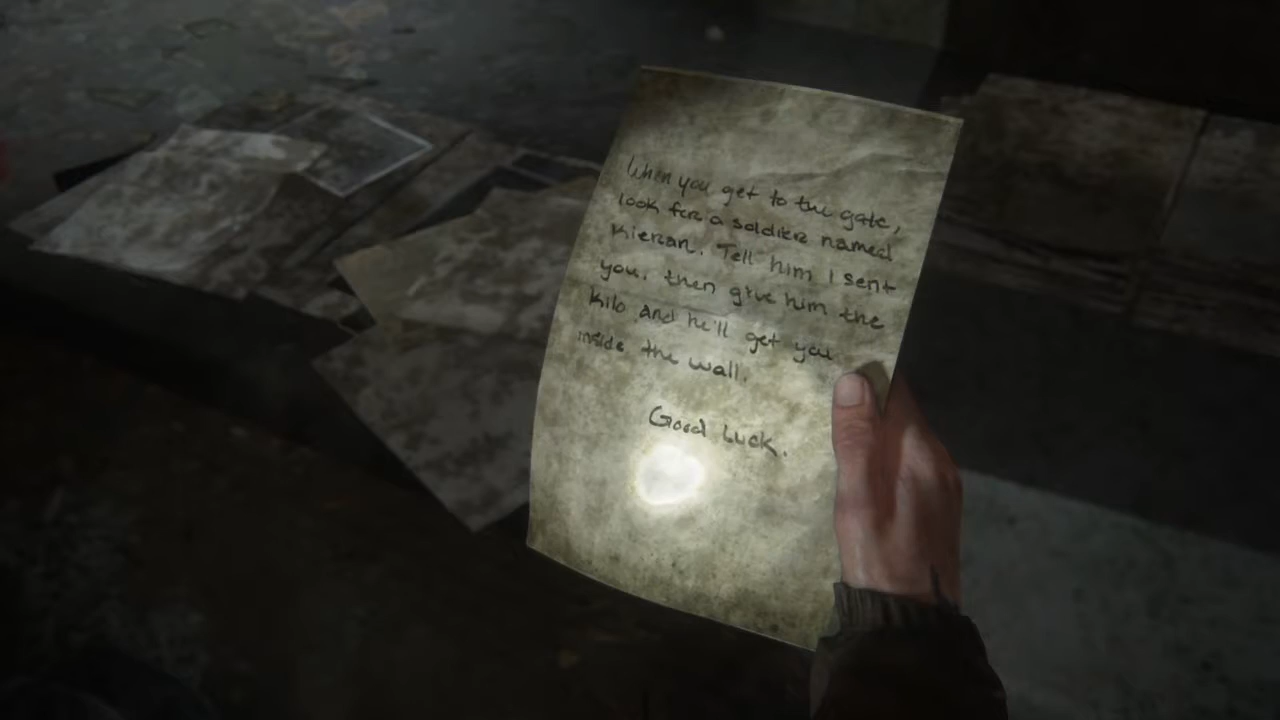 When you get to the gate,
look for a soldier named
Kieran. Tell him I sent
you, then give him the
kilo and he'll get you
inside the wall.
Good Luck.